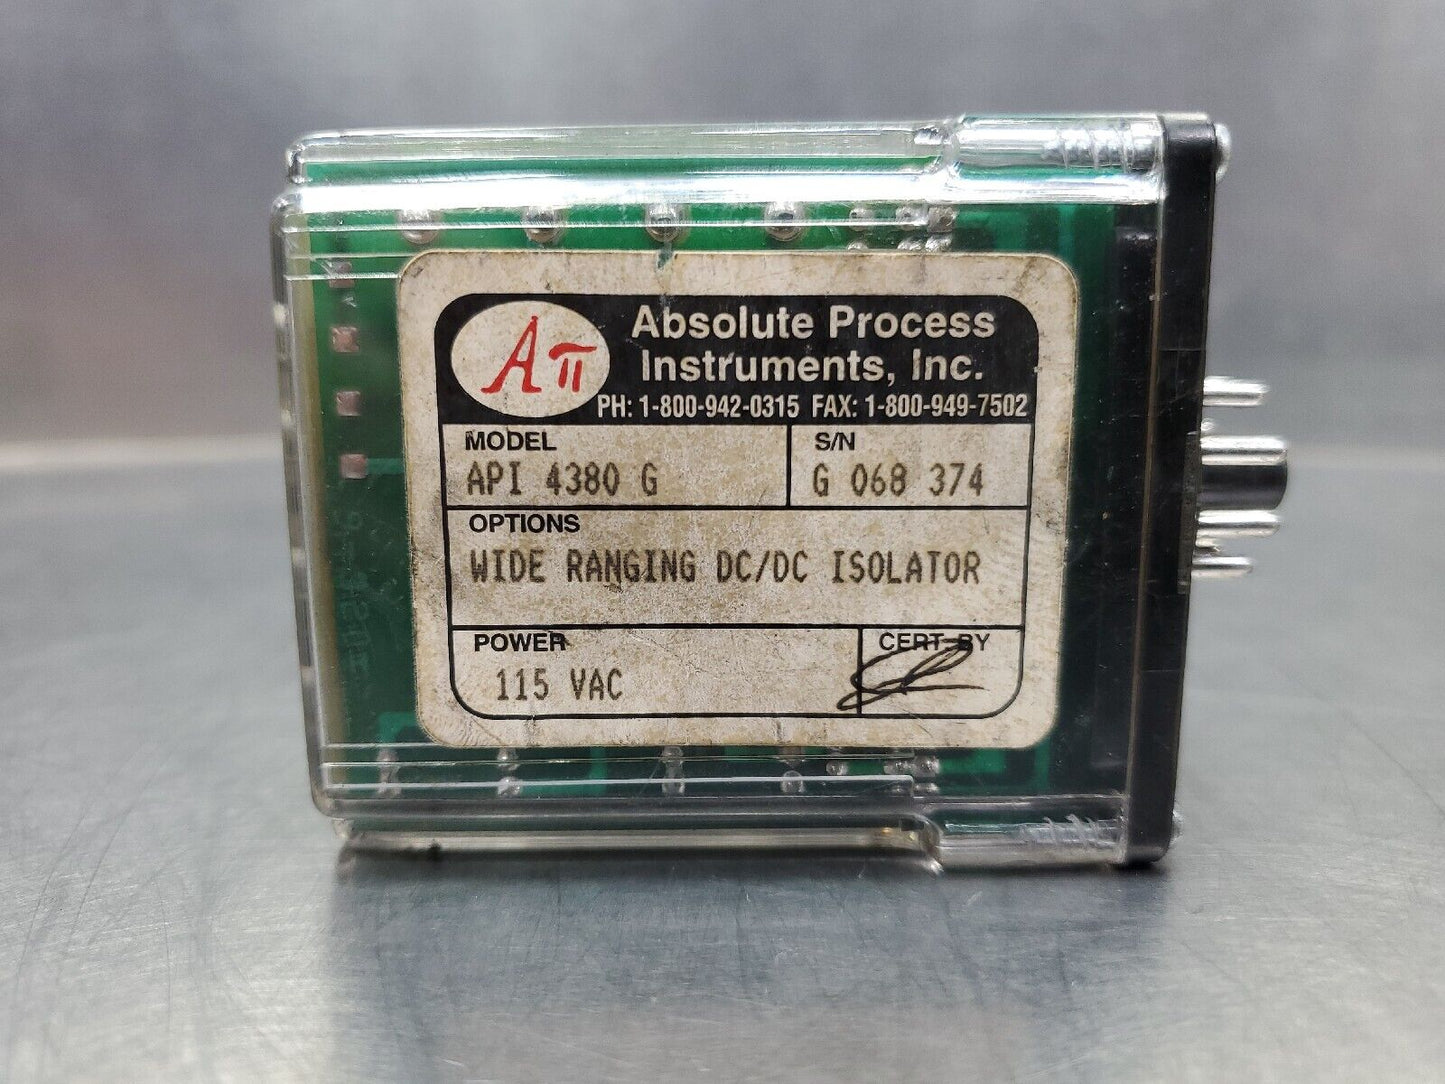 Aπ
Absolute Process
Instruments, Inc.
PH: 1-800-942-0315 FAX: 1-800-949-7502
MODEL
API 4380 G
S/N
G 068 374
OPTIONS
WIDE RANGING DC/DC ISOLATOR
POWER
115 VAC
CERT BY